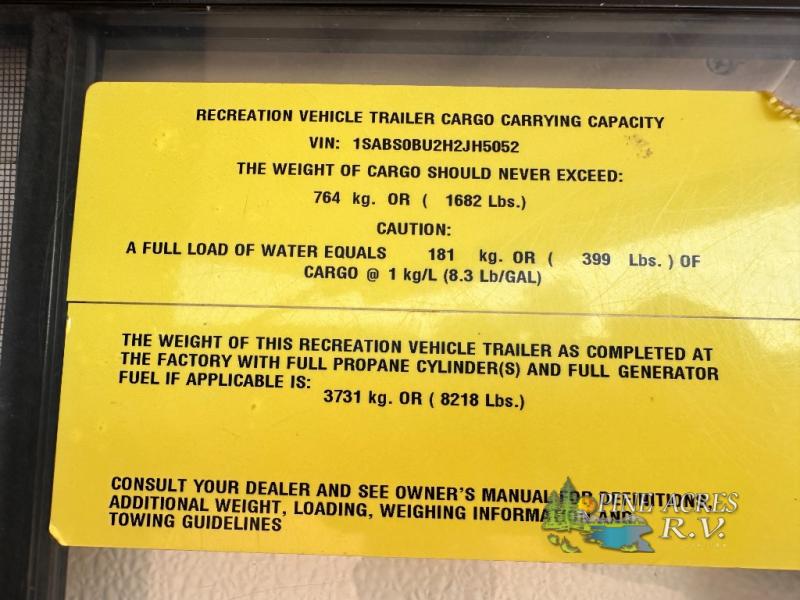 RECREATION VEHICLE TRAILER CARGO CARRYING CAPACITY
VIN: 1SABS0BU2H2JH5052
THE WEIGHT OF CARGO SHOULD NEVER EXCEED:
764 kg. OR ( 1682 Lbs.)
CAUTION:
A FULL LOAD OF WATER EQUALS 181 kg. OR ( 399 Lbs. ) OF
CARGO @ 1 kg/L (8.3 Lb/GAL)
THE WEIGHT OF THIS RECREATION VEHICLE TRAILER AS COMPLETED AT
THE FACTORY WITH FULL PROPANE CYLINDER(S) AND FULL GENERATOR
FUEL IF APPLICABLE IS:
3731 kg. OR ( 8218 Lbs.)
CONSULT YOUR DEALER AND SEE OWNER'S MANUAL FOR DEFINITIONS,
ADDITIONAL WEIGHT, LOADING, WEIGHING INFORMATION AND
TOWING GUIDELINES
PINE ACRES
R.V.